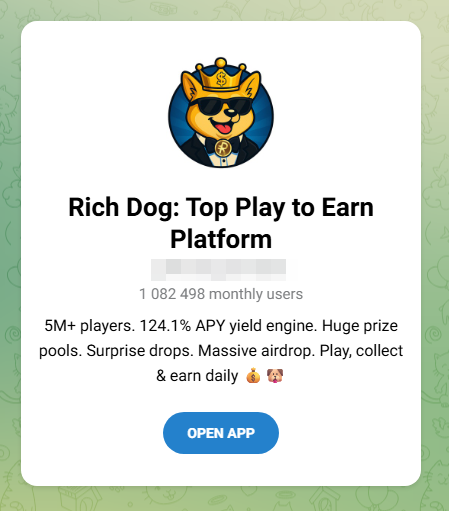 $
R
Rich Dog: Top Play to Earn
Platform
1 082 498 monthly users
5M+ players. 124.1% APY yield engine. Huge prize
pools. Surprise drops. Massive airdrop. Play, collect
& earn daily 💰 🐶
OPEN APP